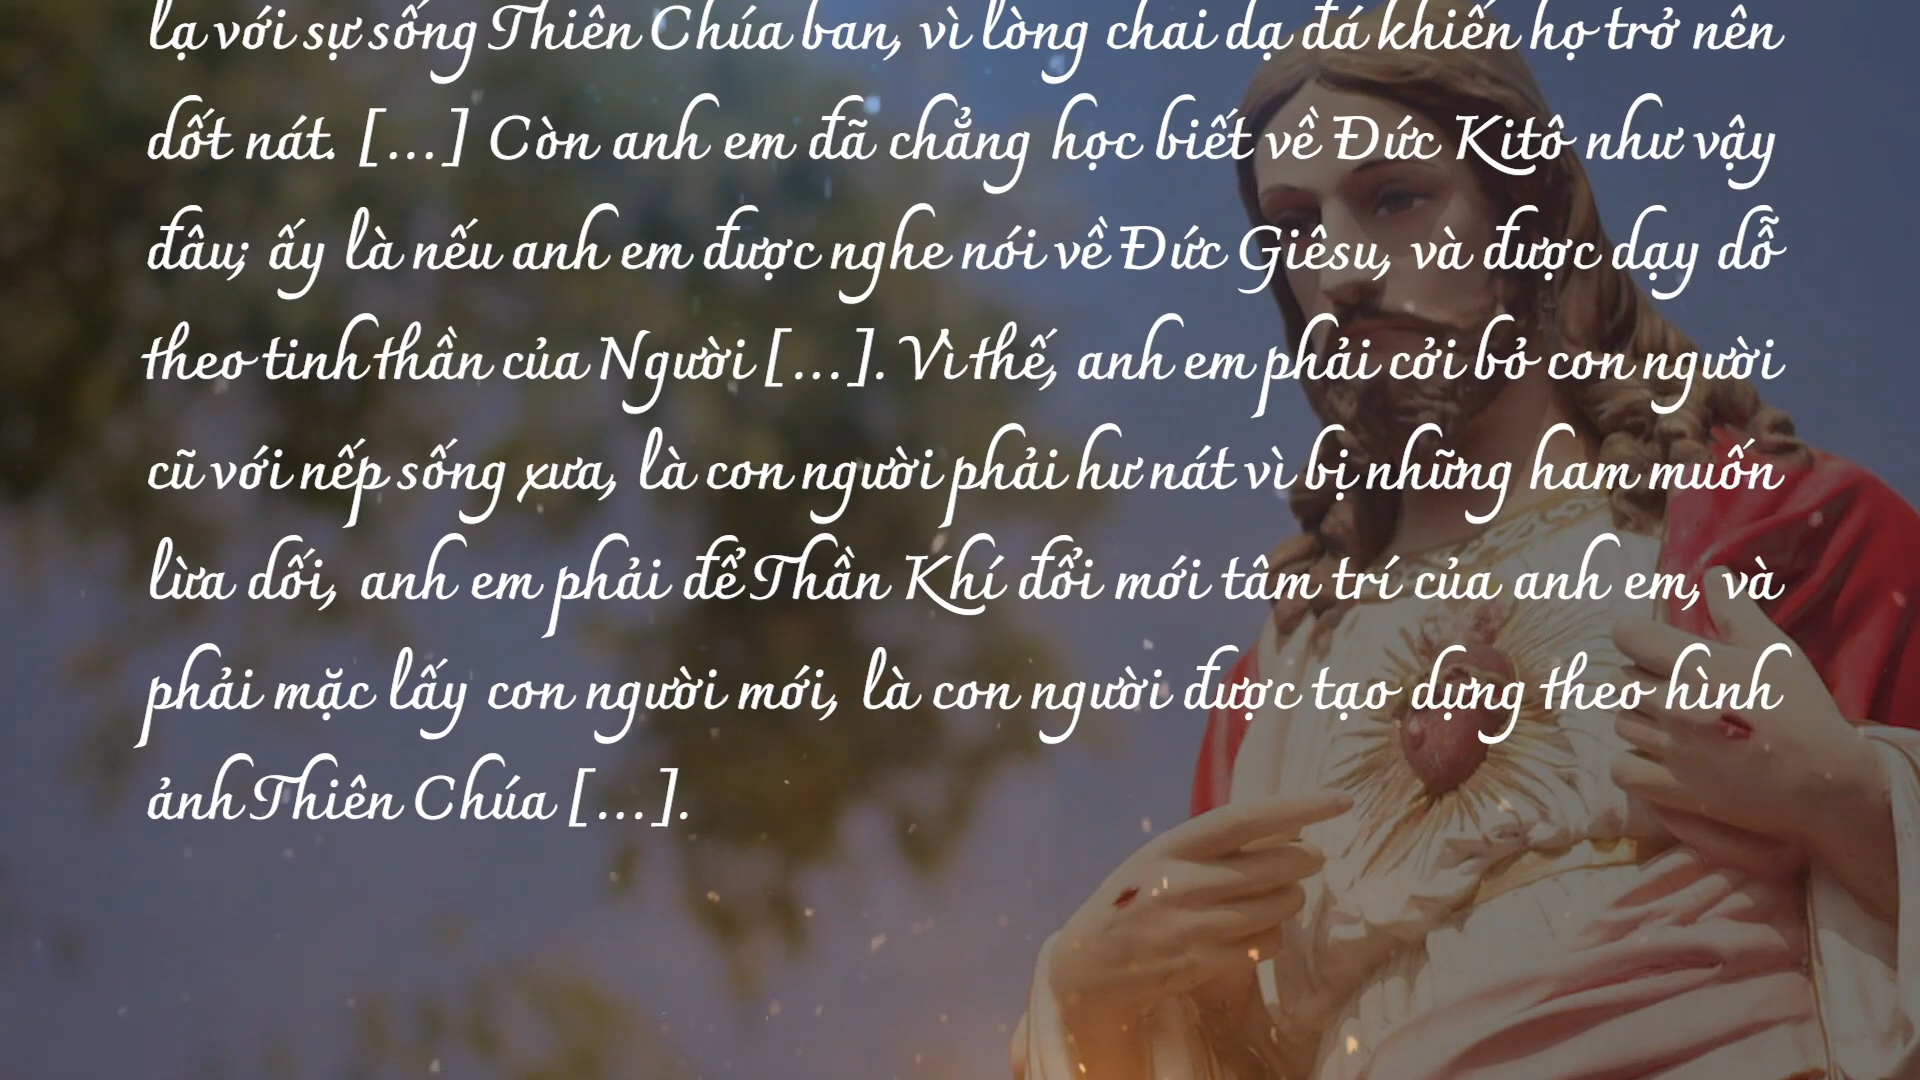 lạ với sự sống Thiên Chúa ban, vì lòng chai dạ đá khiến họ trở nên
dốt nát. [...] Còn anh em đã chẳng học biết về Đức Kitô như vậy
đâu; ấy là nếu anh em được nghe nói về Đức Giêsu, và được dạy dỗ
theo tinh thần của Người [...]. Vì thế, anh em phải cởi bỏ con người
cũ với nếp sống xưa, là con người phải hư nát vì bị những ham muốn
lừa dối, anh em phải để Thần Khí đổi mới tâm trí của anh em, và
phải mặc lấy con người mới, là con người được tạo dựng theo hình
ảnh Thiên Chúa [...].